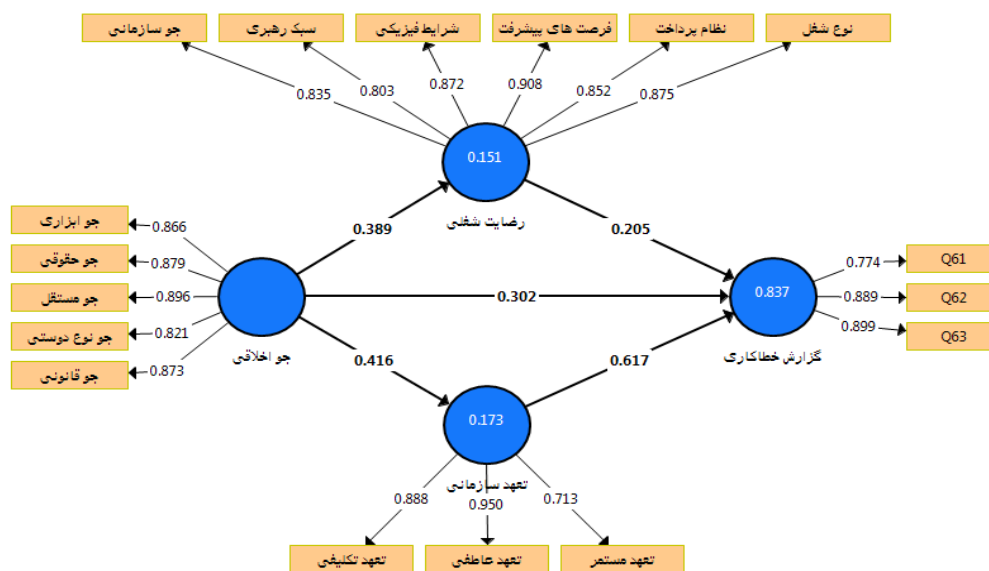 نوع شغل
نظام پرداخت
فرصت های پیشرفت
شرایط فیزیکی
سبک رهبری
جو سازمانی
0.835
0.803
0.872
0.908
0.852
0.875
0.151
رضایت شغلی
0.389
0.205
جو ابزاری
جو حقوقی
جو مستقل
جو نوع دوستی
جو قانونی
0.866
0.879
0.896
0.821
0.873
جو اخلاقی
0.302
0.837
گزارش خطاکاری
0.774
0.889
0.899
Q61
Q62
Q63
0.416
0.617
0.173
تعهد سازمانی
0.888
0.950
0.713
تعهد مستمر
تعهد عاطفی
تعهد تکلیفی